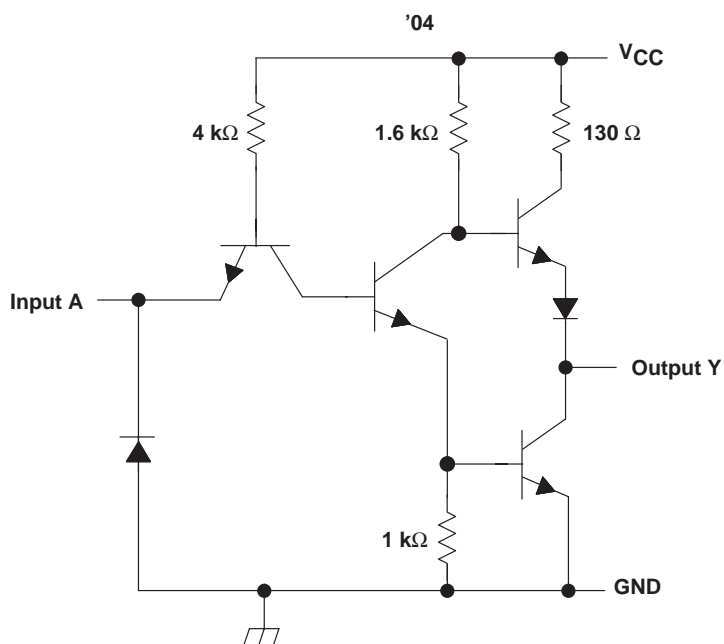 '04
VCC
4 kΩ
1.6 kΩ
130 Ω
Input A
Output Y
1 kΩ
GND